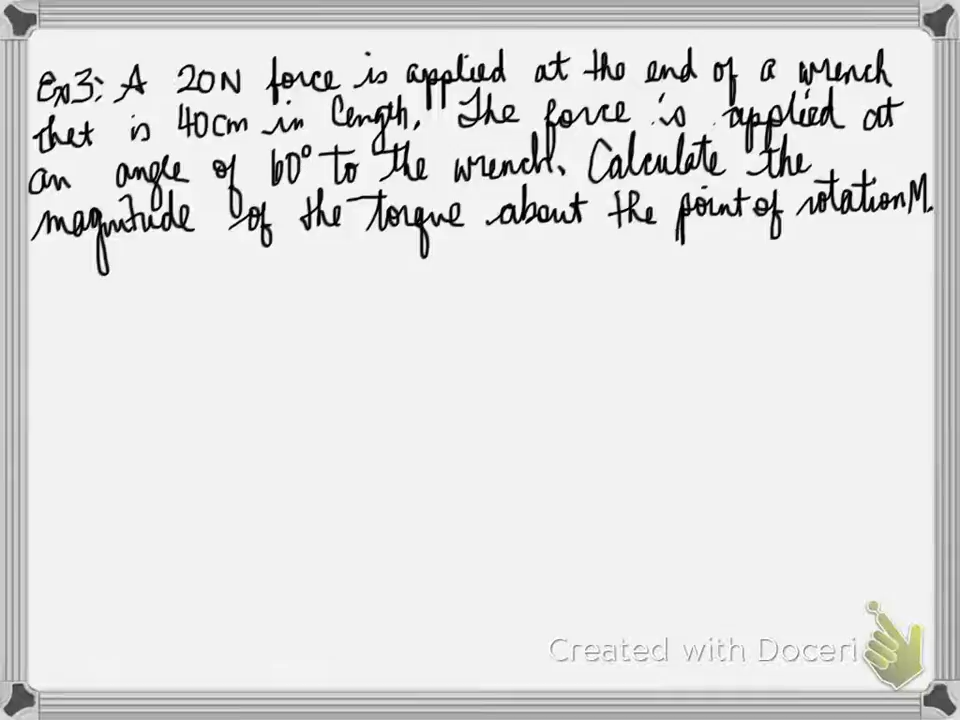 Ex3: A 20N force is applied at the end of a wrench
that is 40cm in length. The force is applied at
an angle of 60° to the wrench. Calculate the
magnitude of the torque about the point of rotation M.
Created with Doceri